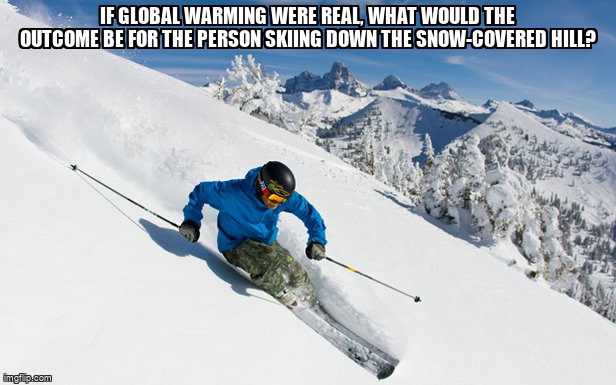 IF GLOBAL WARMING WERE REAL, WHAT WOULD THE
OUTCOME BE FOR THE PERSON SKIING DOWN THE SNOW-COVERED HILL?
imgflip.com